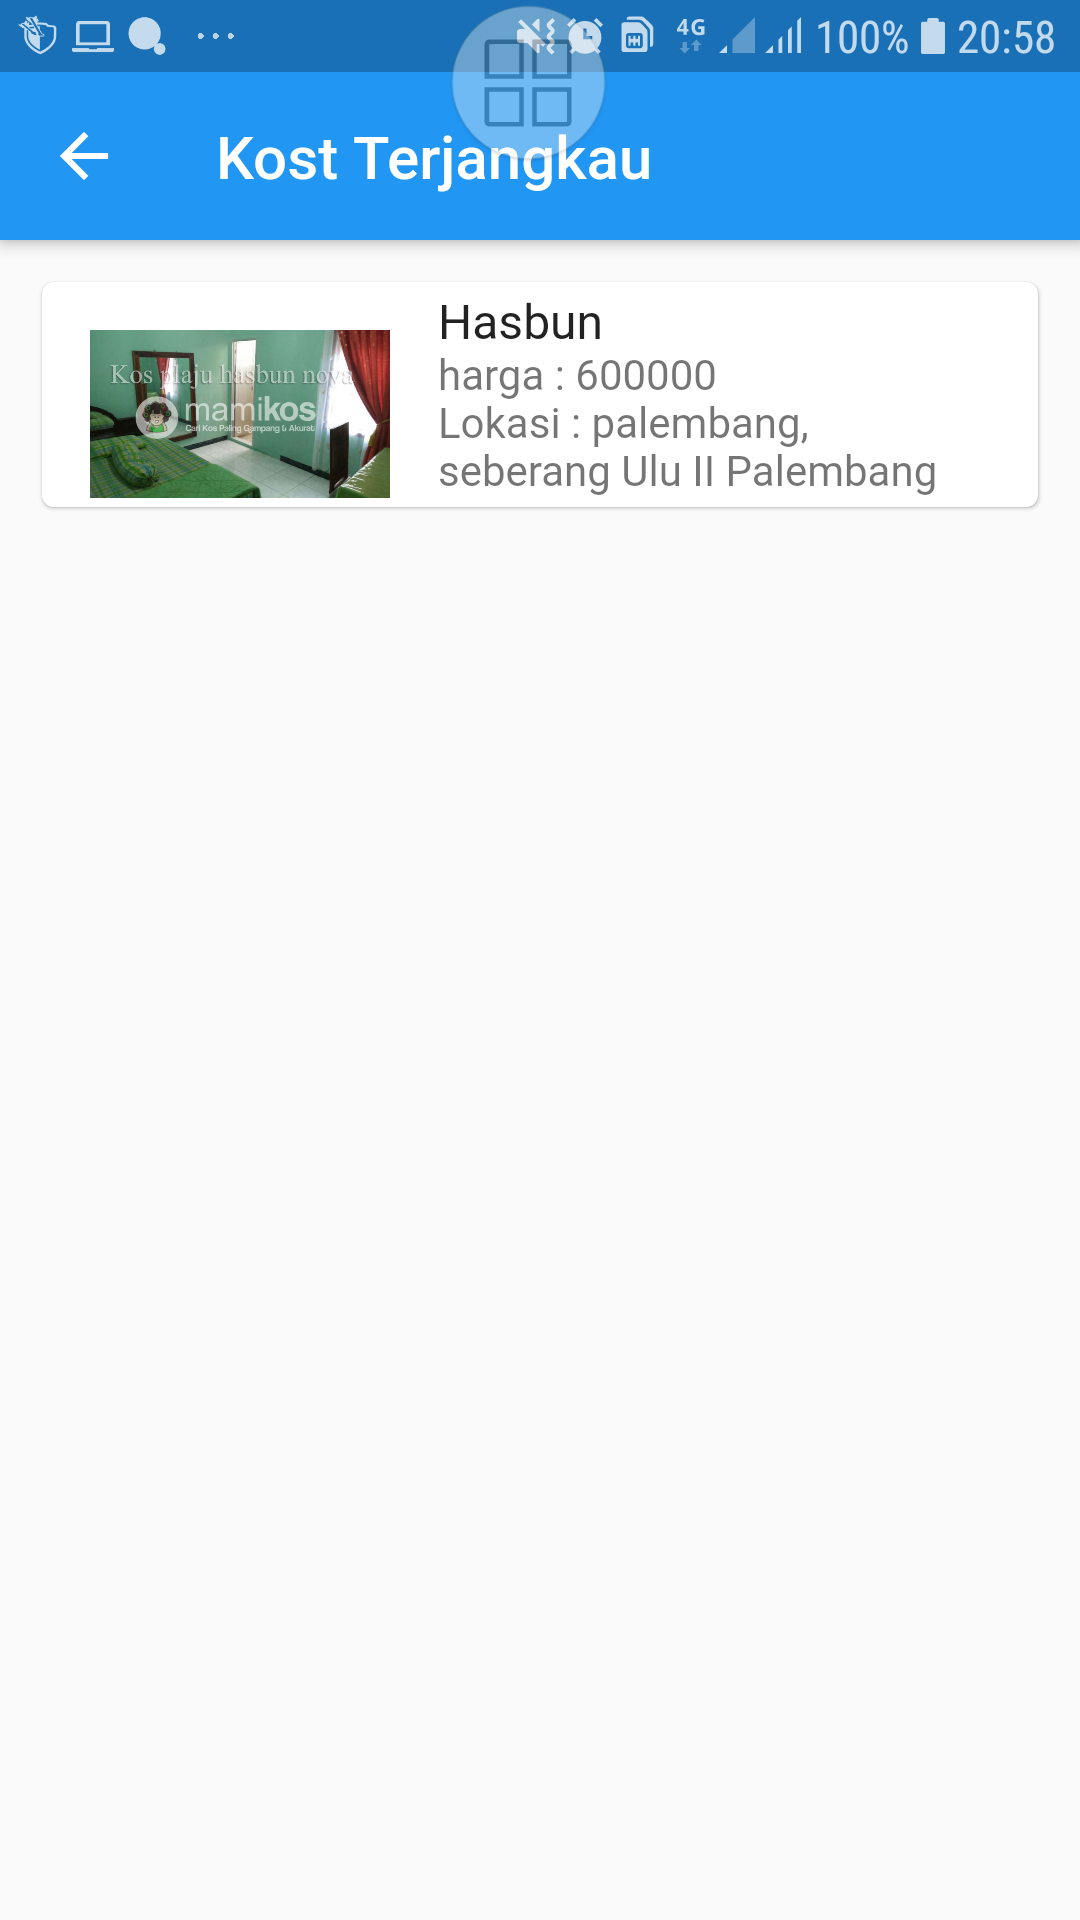 4G 100% 20:58
Kost Terjangkau
Hasbun
harga : 600000
Lokasi : palembang,
seberang Ulu II Palembang
Kos plaju hasbun nova
mamikos
Cari Kos Paling Gampang & Akurat